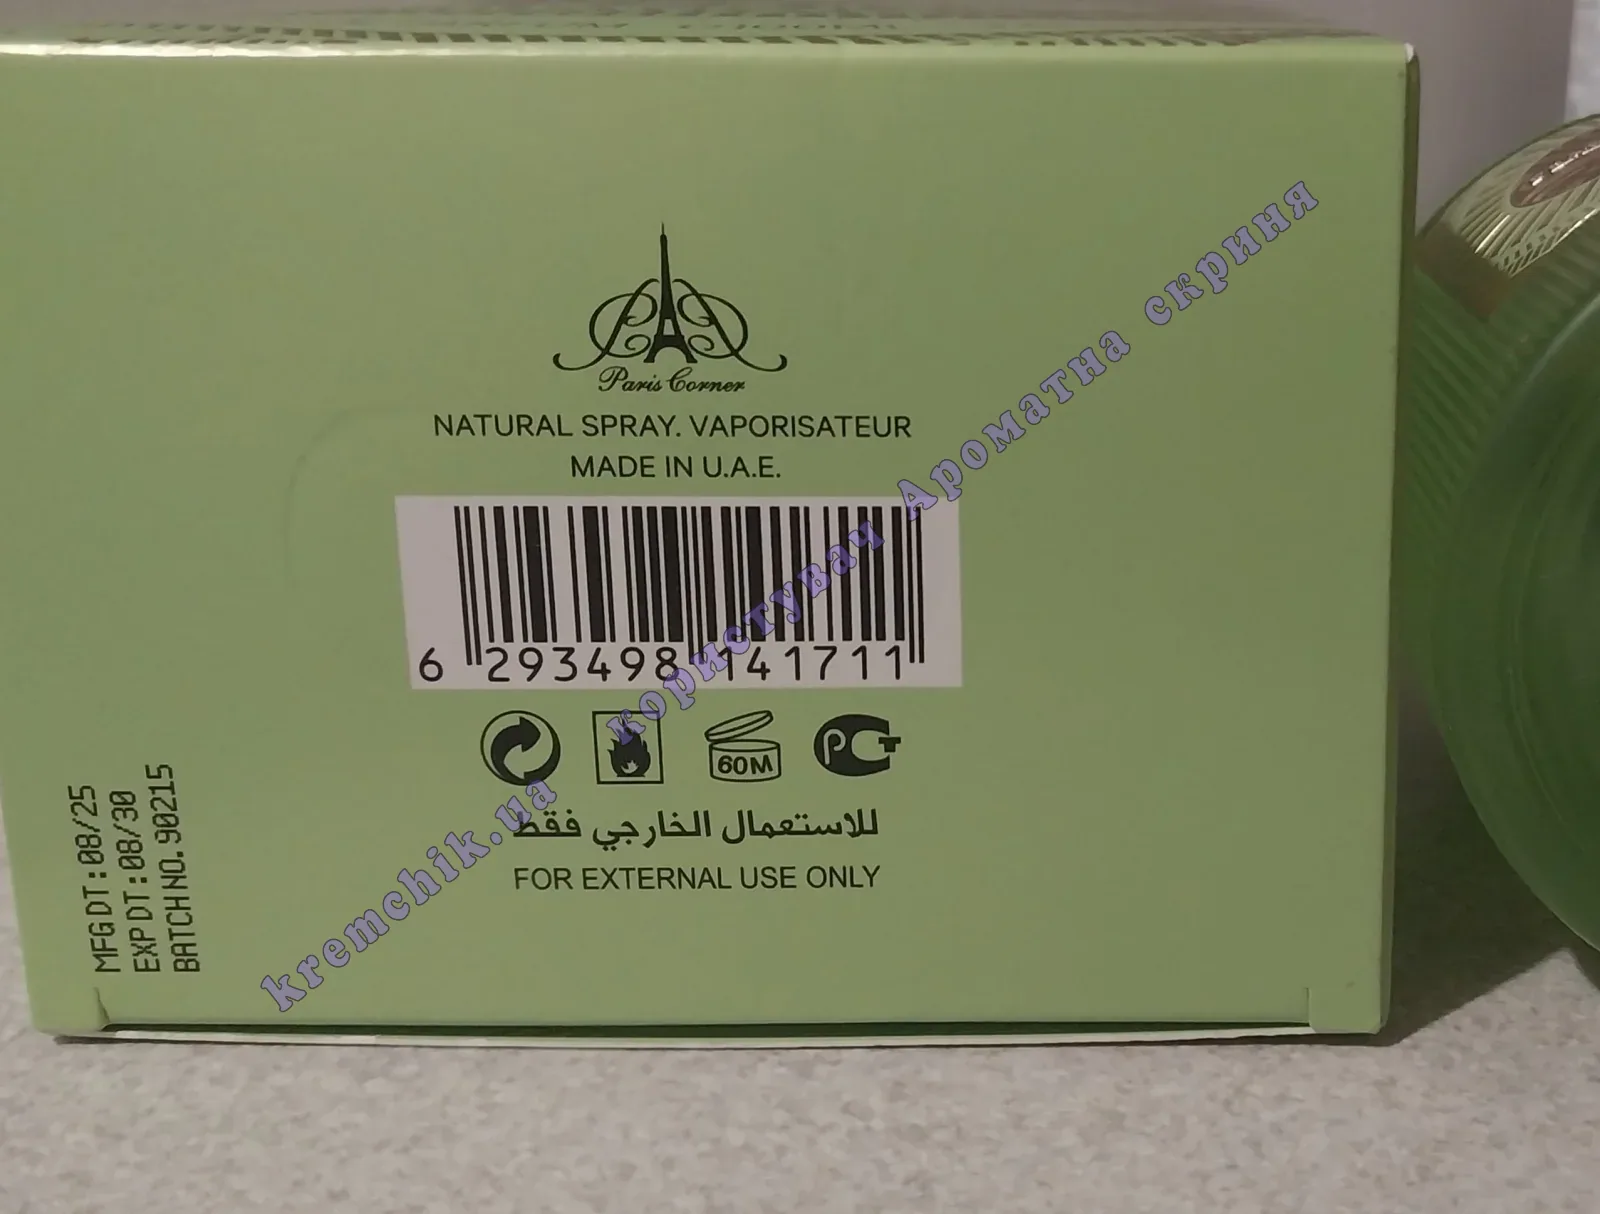 Paris Corner
NATURAL SPRAY. VAPORISATEUR
MADE IN U.A.E.
6 293498 141711
60M
للاستعمال الخارجي فقط
FOR EXTERNAL USE ONLY
MFG DT:08/25
EXP DT:08/30
BATCH NO.90215
kremchik.ua користувач Ароматна скриня